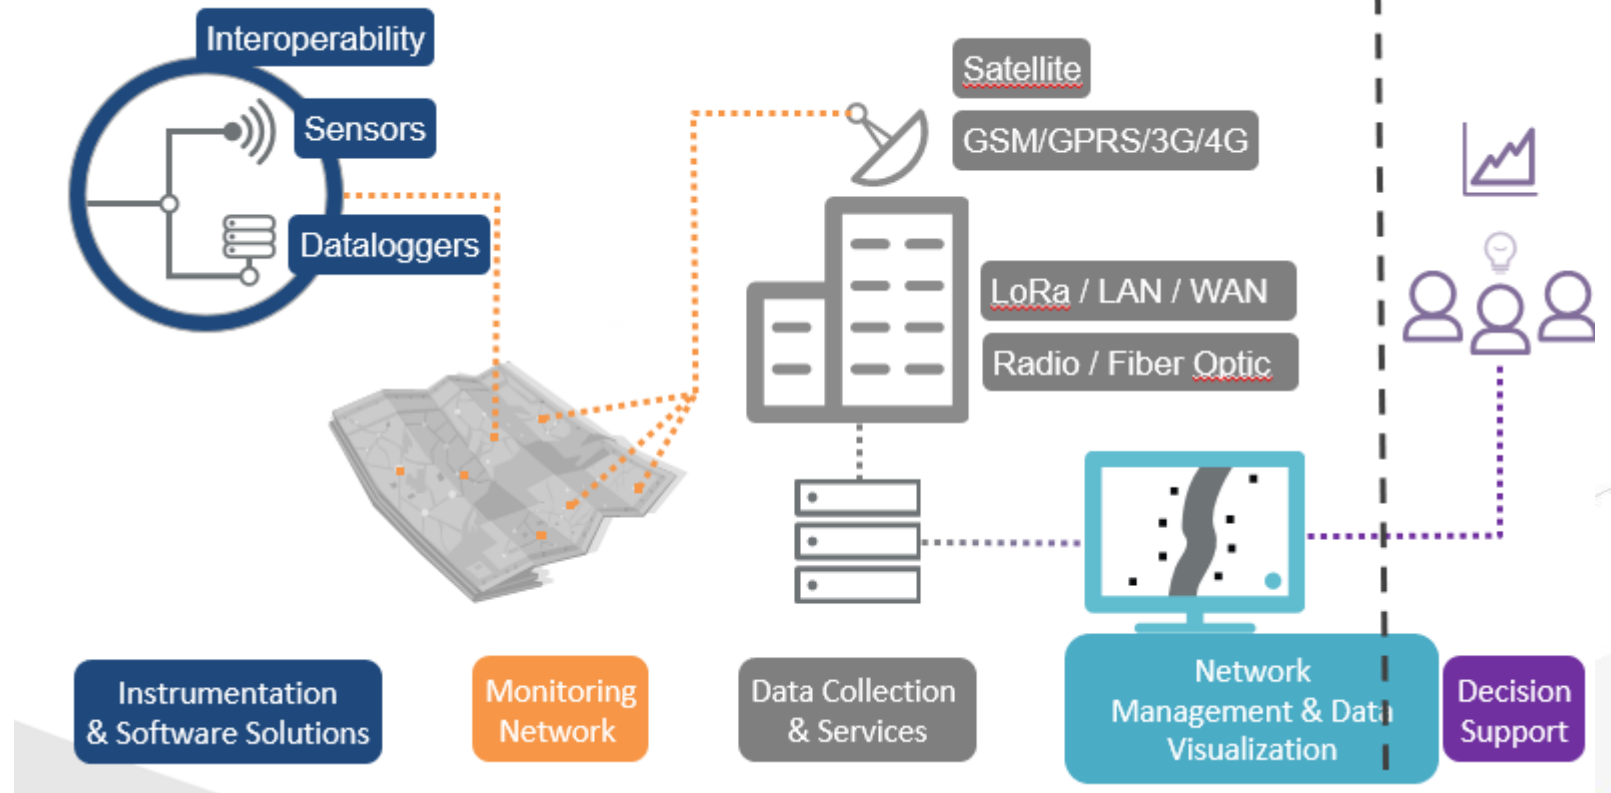 Interoperability
Sensors
Dataloggers
Satellite
GSM/GPRS/3G/4G
LoRa / LAN / WAN
Radio / Fiber Optic
Instrumentation
& Software Solutions
Monitoring
Network
Data Collection
& Services
Network
Management & Data
Visualization
Decision
Support